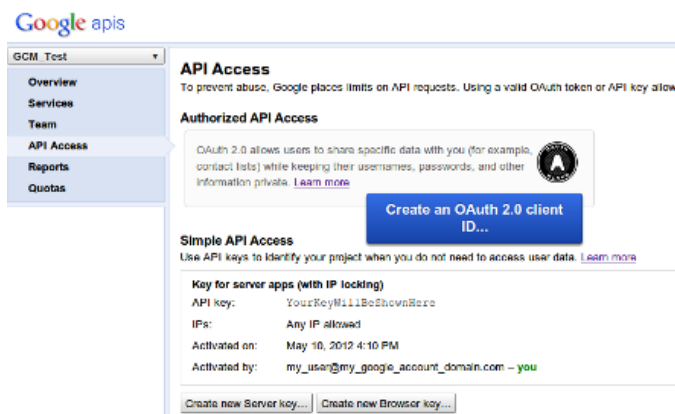 Google apis
GCM_Test
Overview
Services
Team
API Access
Reports
Quotas
API Access
To prevent abuse, Google places limits on API requests. Using a valid OAuth token or API key allow
Authorized API Access
OAuth 2.0 allows users to share specific data with you (for example,
contact lists) while keeping their usernames, passwords, and other
information private. Learn more
Create an OAuth 2.0 client
ID...
Simple API Access
Use API keys to identify your project when you do not need to access user data. Learn more
Key for server apps (with IP locking)
API key: YourKeyWillBeShownHere
IPs: Any IP allowed
Activated on: May 10, 2012 4:10 PM
Activated by: my_user@my_google_account_domain.com – you
Create new Server key... Create new Browser key...